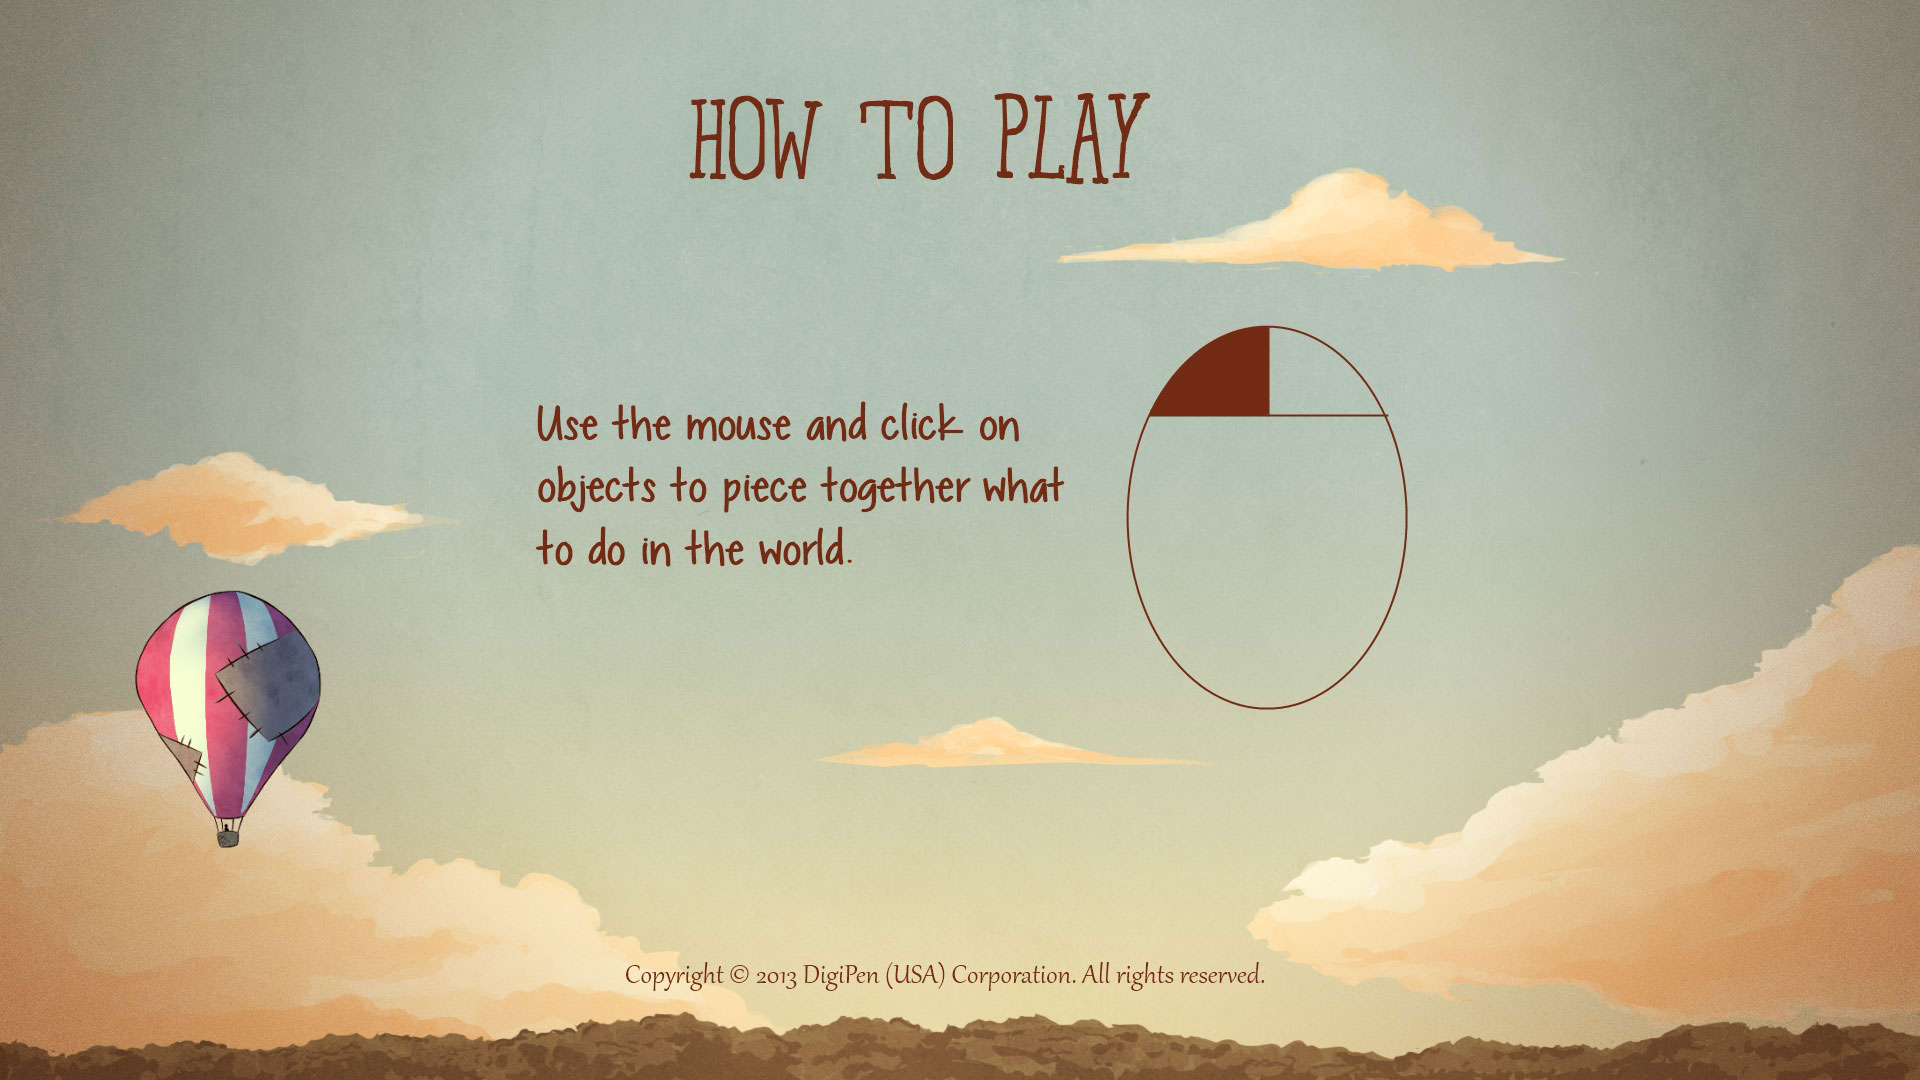 HOW TO PLAY
Use the mouse and click on
objects to piece together what
to do in the world.
Copyright © 2013 DigiPen (USA) Corporation. All rights reserved.